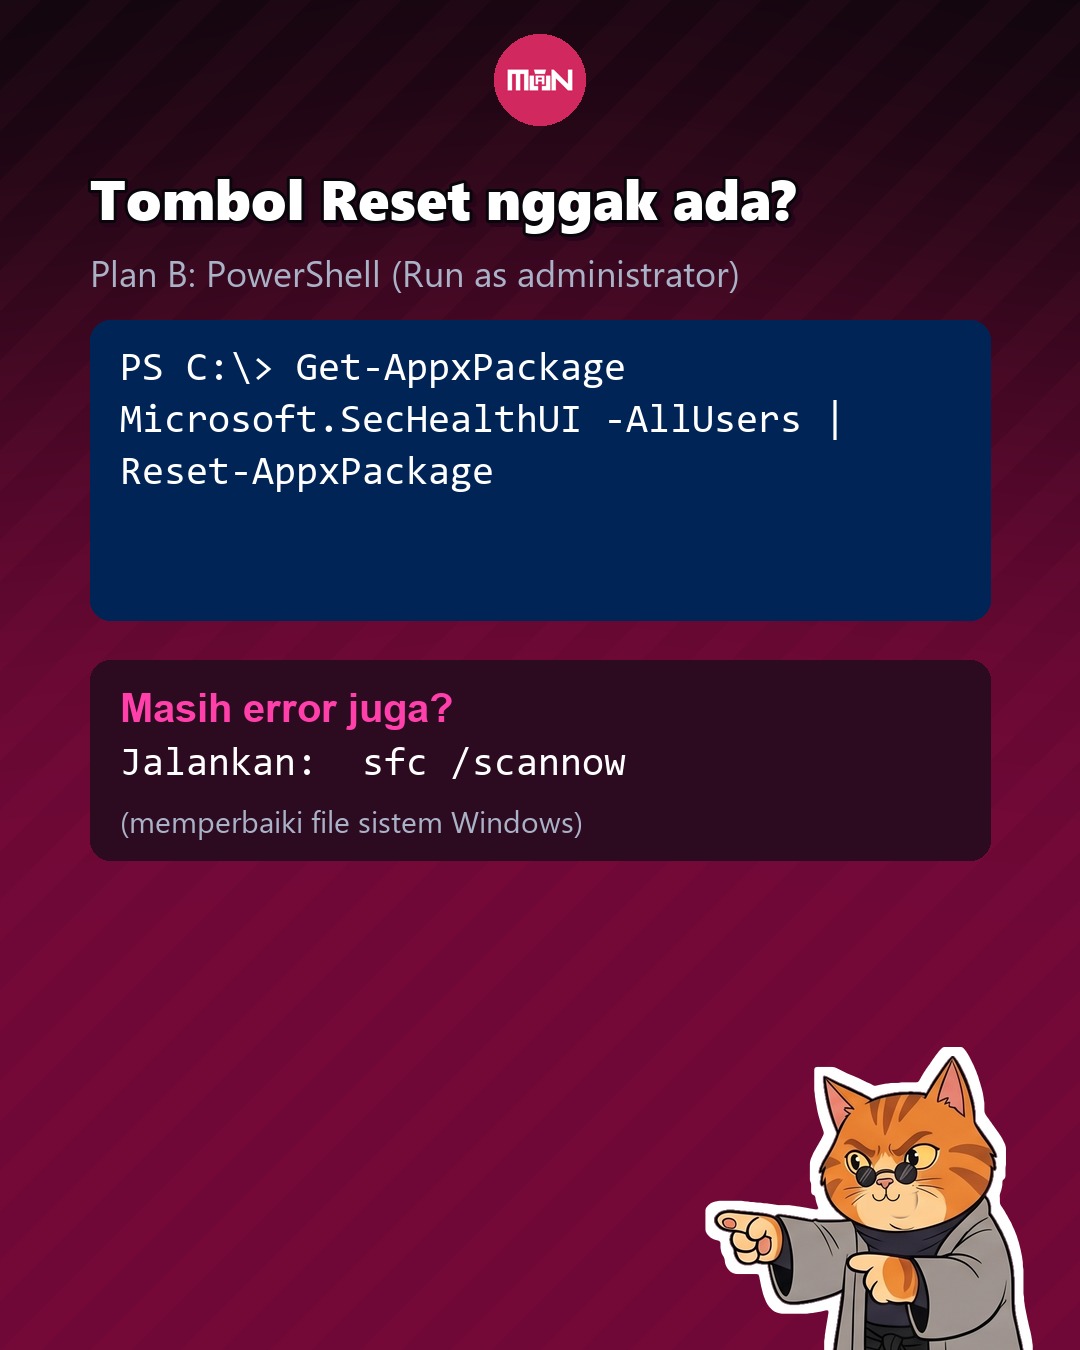 MLĀN
Tombol Reset nggak ada?
Plan B: PowerShell (Run as administrator)
PS C:\> Get-AppxPackage
Microsoft.SecHealthUI -AllUsers |
Reset-AppxPackage
Masih error juga?
Jalankan:  sfc /scannow
(memperbaiki file sistem Windows)